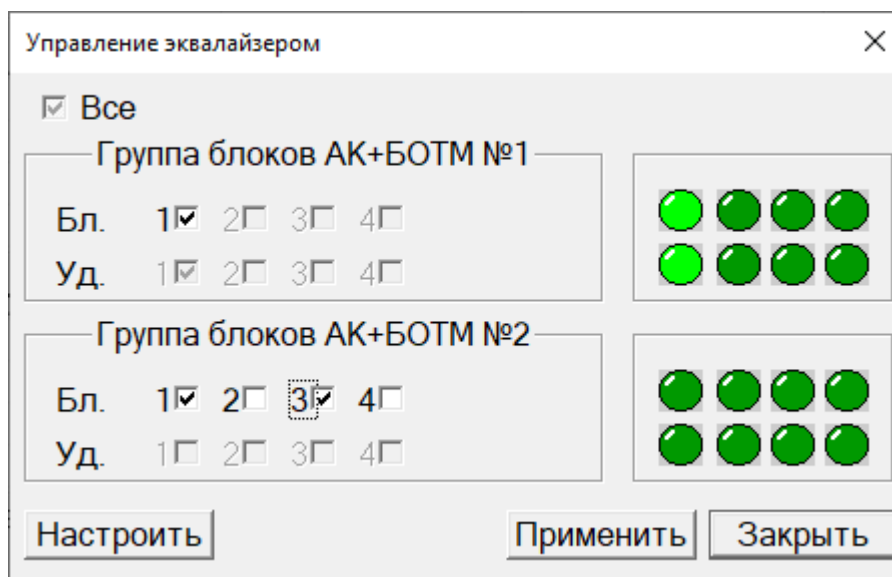 Управление эквалайзером
Все
Группа блоков АК+БОТМ №1
Бл. 1 2 3 4
Уд. 1 2 3 4
Группа блоков АК+БОТМ №2
Бл. 1 2 3 4
Уд. 1 2 3 4
Настроить Применить Закрыть